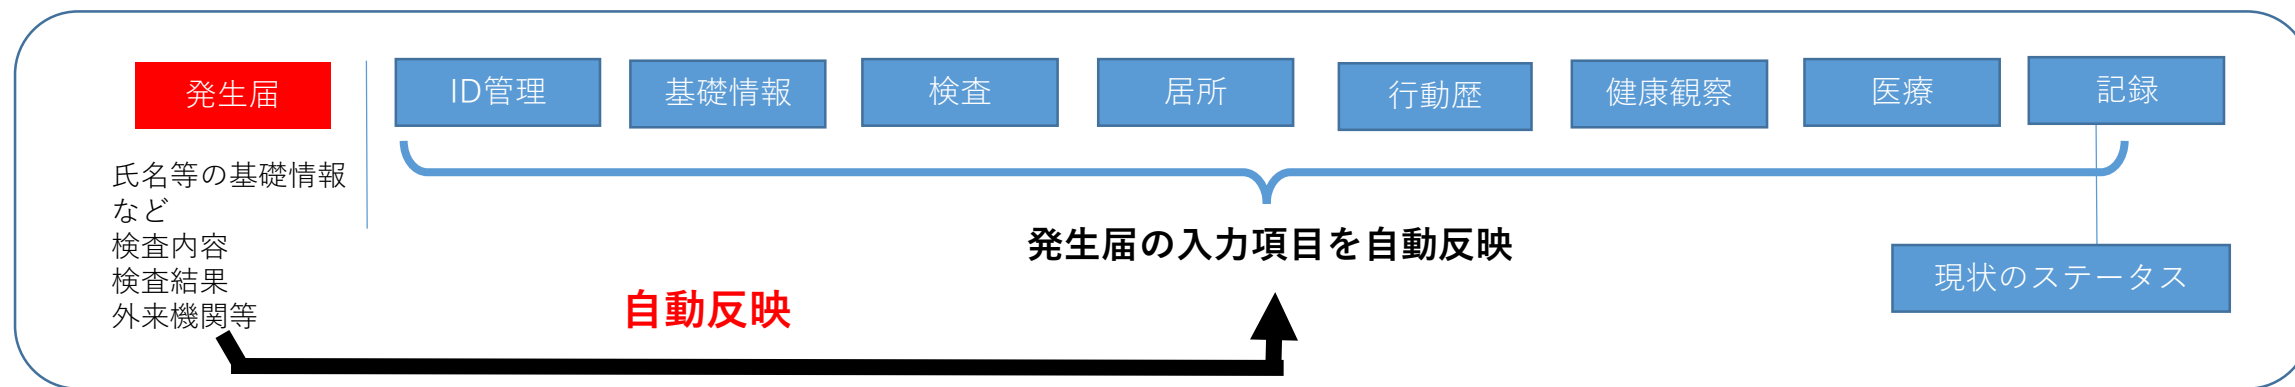 発生届
ID管理
基礎情報
検査
居所
行動歴
健康観察
医療
記録
氏名等の基礎情報
など
検査内容
検査結果
外来機関等
発生届の入力項目を自動反映
自動反映
現状のステータス